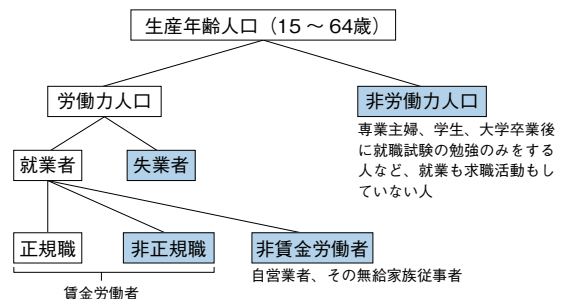 生産年齢人口（15 ～ 64歳）
労働力人口
非労働力人口
専業主婦、学生、大学卒業後
に就職試験の勉強のみをする
人など、就業も求職活動もし
ていない人
就業者
失業者
正規職
非正規職
非賃金労働者
自営業者、その無給家族従事者
賃金労働者